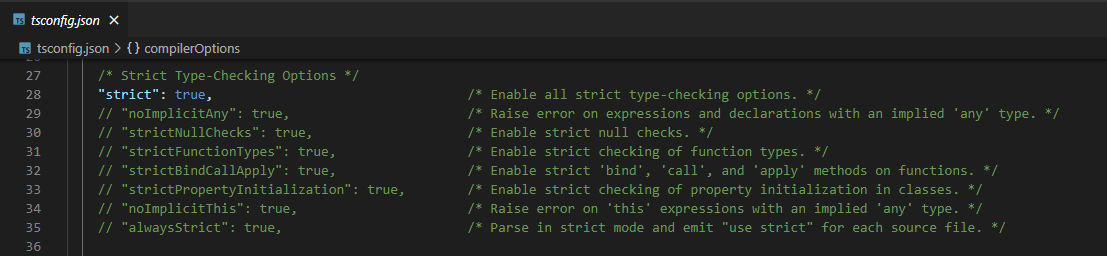 TS tsconfig.json ×
TS tsconfig.json > {} compilerOptions
27 /* Strict Type-Checking Options */
28 "strict": true, /* Enable all strict type-checking options. */
29 // "noImplicitAny": true, /* Raise error on expressions and declarations with an implied 'any' type. */
30 // "strictNullChecks": true, /* Enable strict null checks. */
31 // "strictFunctionTypes": true, /* Enable strict checking of function types. */
32 // "strictBindCallApply": true, /* Enable strict 'bind', 'call', and 'apply' methods on functions. */
33 // "strictPropertyInitialization": true, /* Enable strict checking of property initialization in classes. */
34 // "noImplicitThis": true, /* Raise error on 'this' expressions with an implied 'any' type. */
35 // "alwaysStrict": true, /* Parse in strict mode and emit "use strict" for each source file. */
36